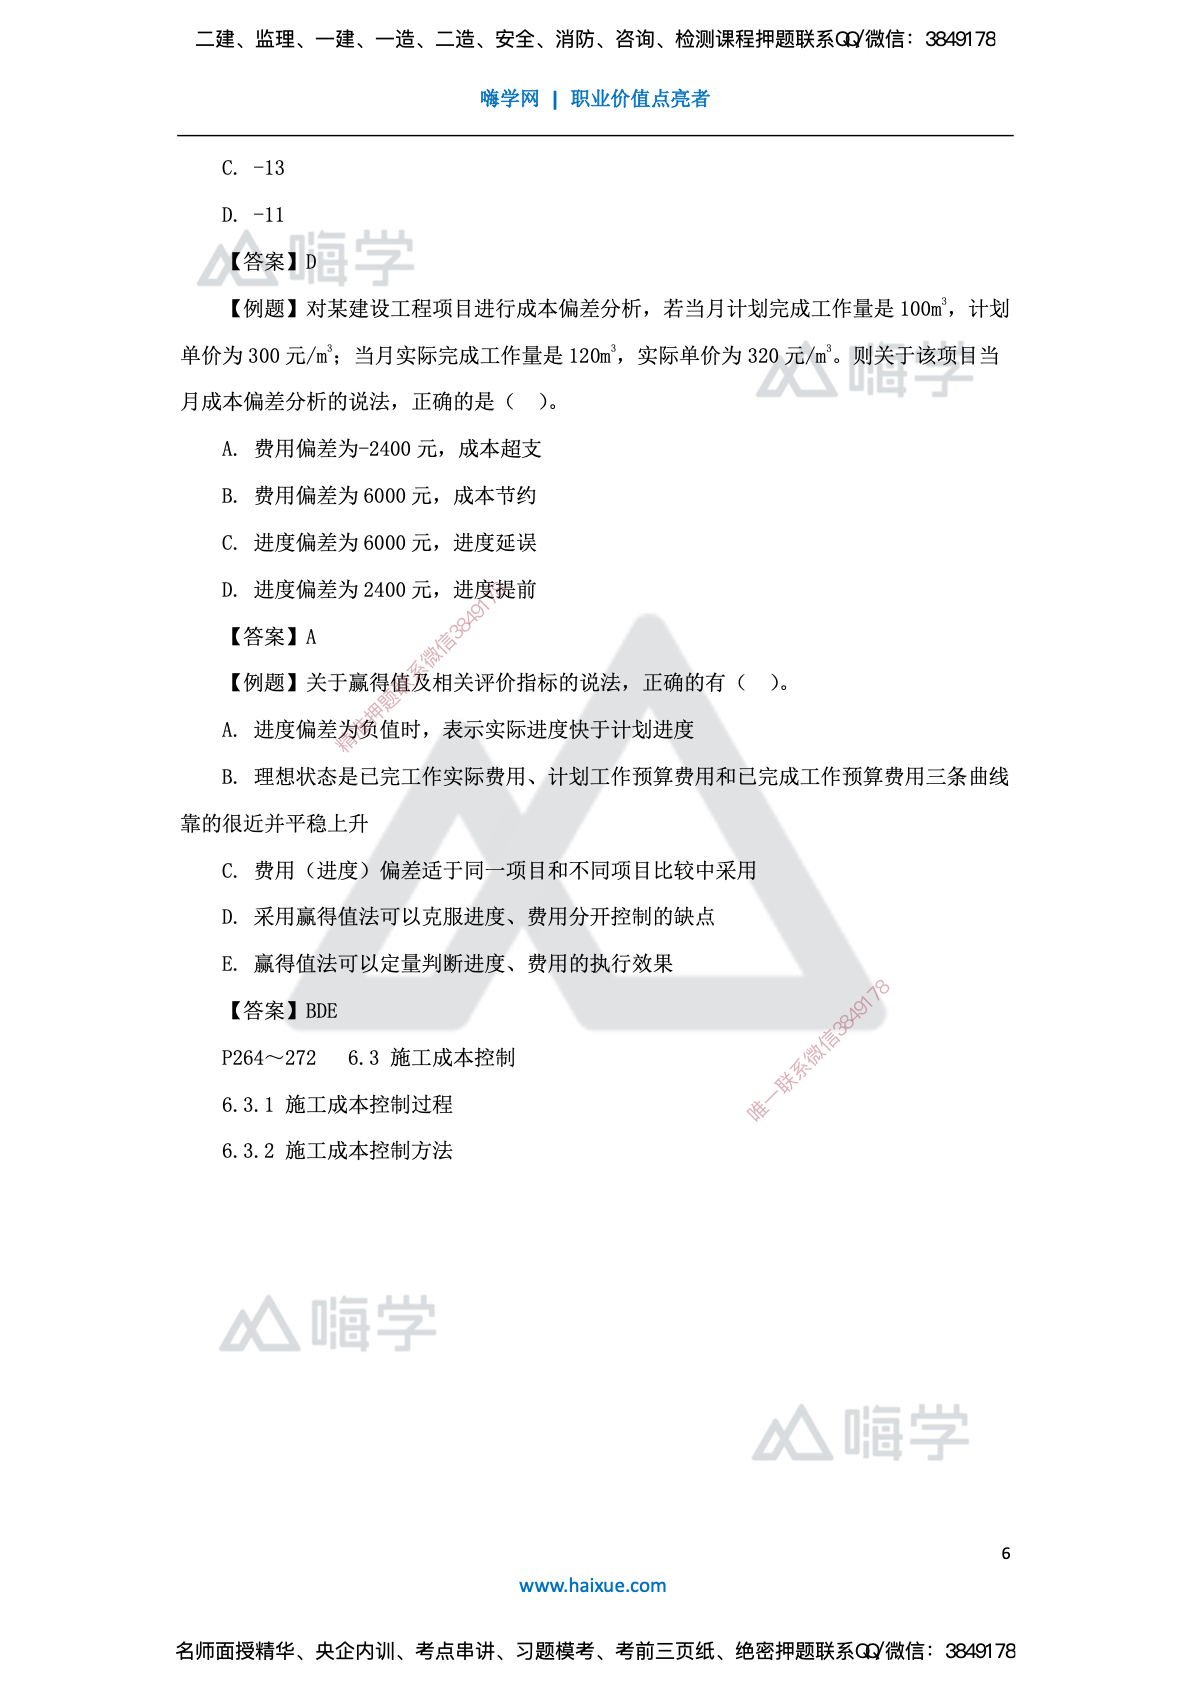 二建、监理、一建、一造、二造、安全、消防、咨询、检测课程押题联系QQ/微信：3849178
嗨学网 | 职业价值点亮者
C. -13
D. -11
嗨学
【答案】D
【例题】对某建设工程项目进行成本偏差分析，若当月计划完成工作量是 100m³，计划
单价为 300 元/m³；当月实际完成工作量是 120m³，实际单价为 320 元/m³。则关于该项目当
嗨学
月成本偏差分析的说法，正确的是（ ）。
A. 费用偏差为-2400 元，成本超支
B. 费用偏差为 6000 元，成本节约
C. 进度偏差为 6000 元，进度延误
D. 进度偏差为 2400 元，进度提前
精准押题联系微信3849178
【答案】A
【例题】关于赢得值及相关评价指标的说法，正确的有（ ）。
A. 进度偏差为负值时，表示实际进度快于计划进度
B. 理想状态是已完工作实际费用、计划工作预算费用和已完成工作预算费用三条曲线
靠的很近并平稳上升
C. 费用（进度）偏差适于同一项目和不同项目比较中采用
D. 采用赢得值法可以克服进度、费用分开控制的缺点
E. 赢得值法可以定量判断进度、费用的执行效果
【答案】BDE
唯一联系微信3849178
P264～272 6.3 施工成本控制
6.3.1 施工成本控制过程
6.3.2 施工成本控制方法
嗨学
嗨学
6
www.haixue.com
名师面授精华、央企内训、考点串讲、习题模考、考前三页纸、绝密押题联系QQ/微信：3849178